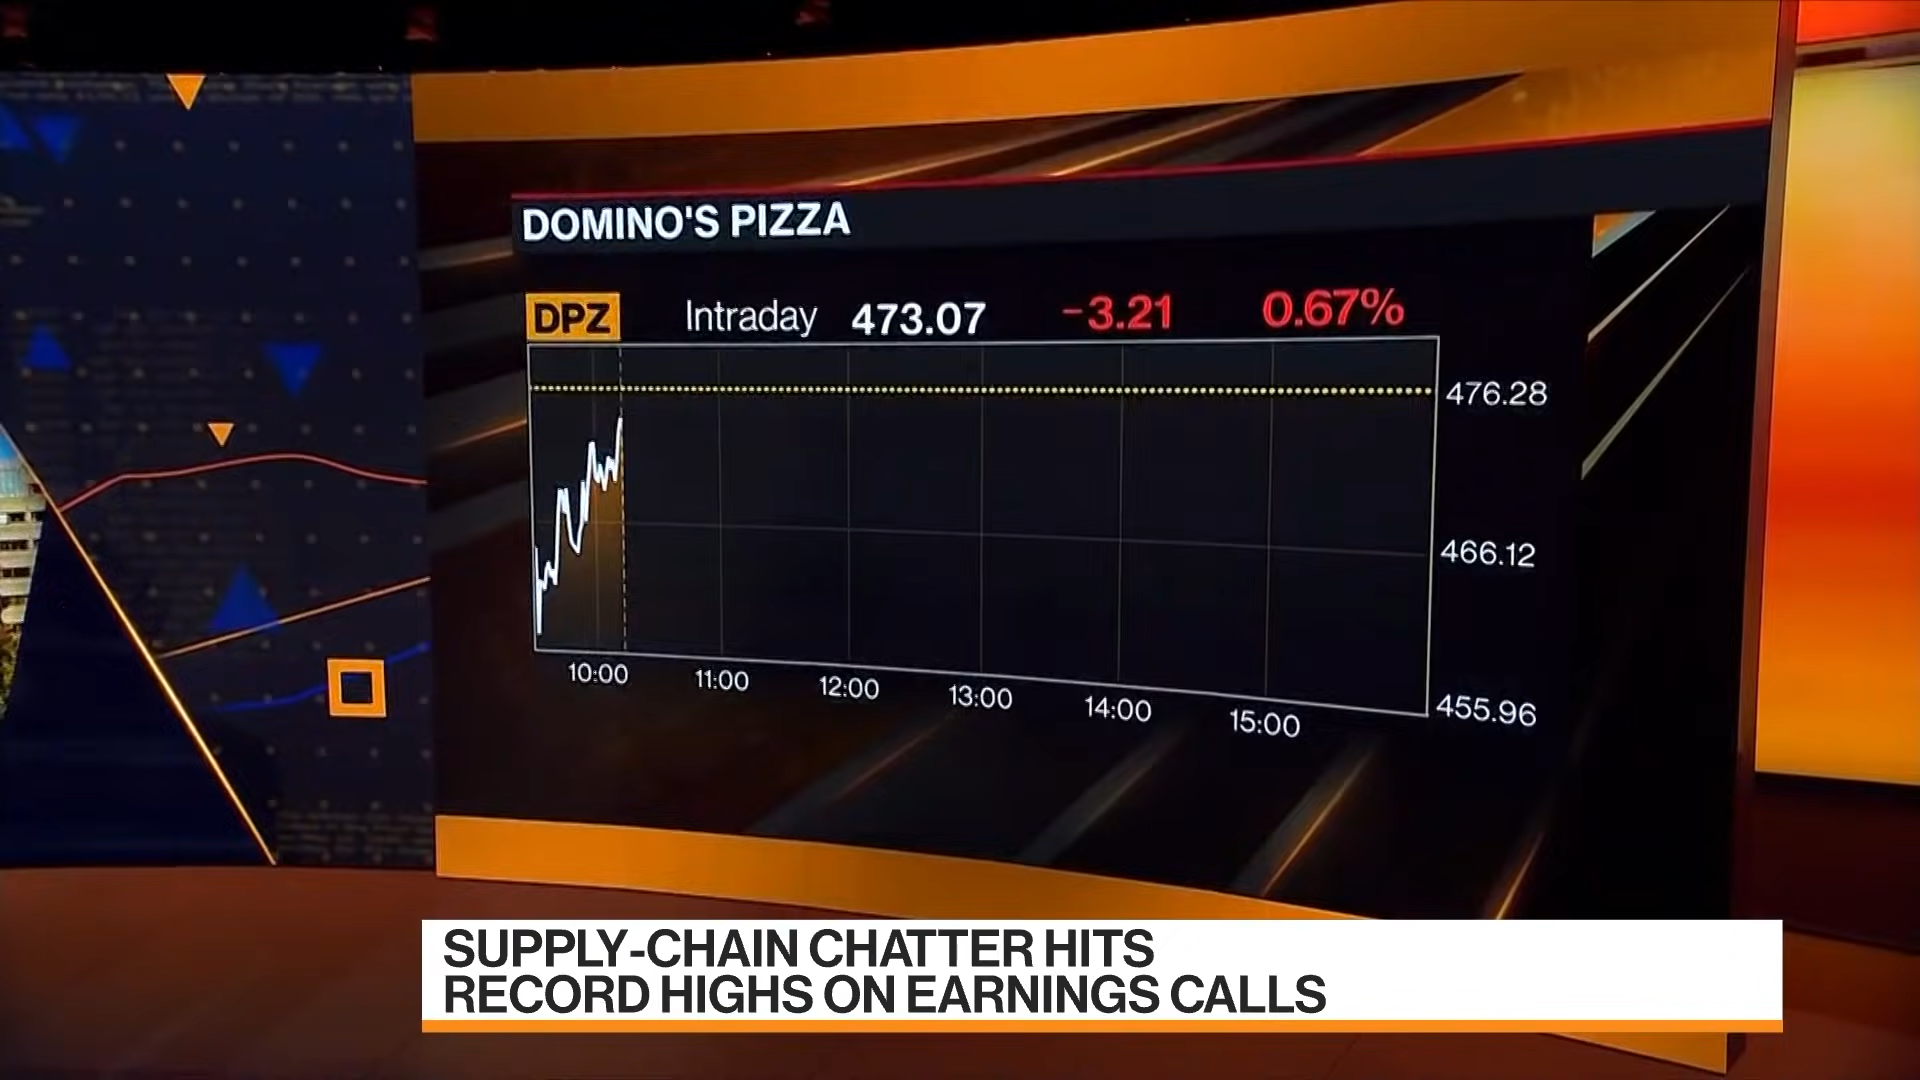 DOMINO'S PIZZA
DPZ Intraday 473.07 -3.21 0.67%
476.28
466.12
455.96
10:00 11:00 12:00 13:00 14:00 15:00
SUPPLY-CHAIN CHATTER HITS
RECORD HIGHS ON EARNINGS CALLS